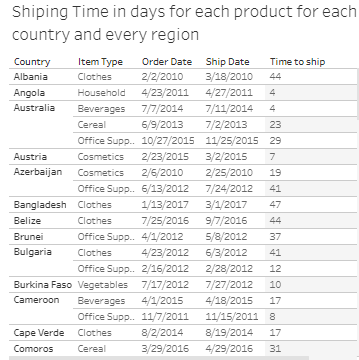 Shiping Time in days for each product for each
country and every region
Country Item Type Order Date Ship Date Time to ship
Albania Clothes 2/2/2010 3/18/2010 44
Angola Household 4/23/2011 4/27/2011 4
Australia Beverages 7/7/2014 7/11/2014 4
Cereal 6/9/2013 7/2/2013 23
Office Supp.. 10/27/2015 11/25/2015 29
Austria Cosmetics 2/23/2015 3/2/2015 7
Azerbaijan Cosmetics 2/6/2010 2/25/2010 19
Office Supp.. 6/13/2012 7/24/2012 41
Bangladesh Clothes 1/13/2017 3/1/2017 47
Belize Clothes 7/25/2016 9/7/2016 44
Brunei Office Supp.. 4/1/2012 5/8/2012 37
Bulgaria Clothes 4/23/2012 6/3/2012 41
Office Supp.. 2/16/2012 2/28/2012 12
Burkina Faso Vegetables 7/17/2012 7/27/2012 10
Cameroon Beverages 4/1/2015 4/18/2015 17
Office Supp.. 11/7/2011 11/15/2011 8
Cape Verde Clothes 8/2/2014 8/19/2014 17
Comoros Cereal 3/29/2016 4/29/2016 31